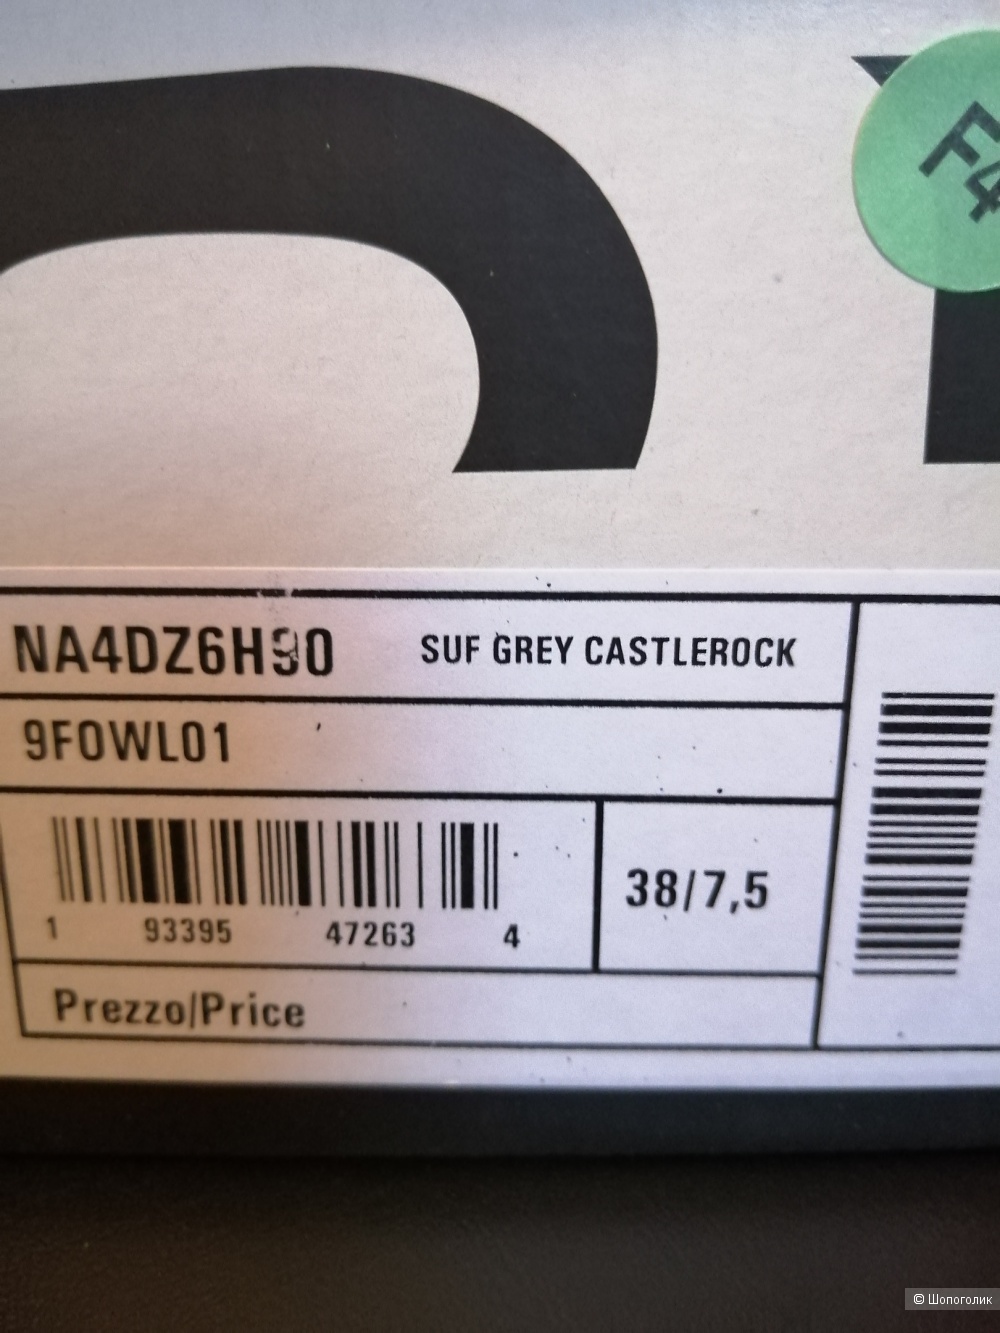 F4
NA4DZ6H90 SUF GREY CASTLEROCK
9FOWL01
1 93395 47263 4
38/7,5
Prezzo/Price
© Шопоголик